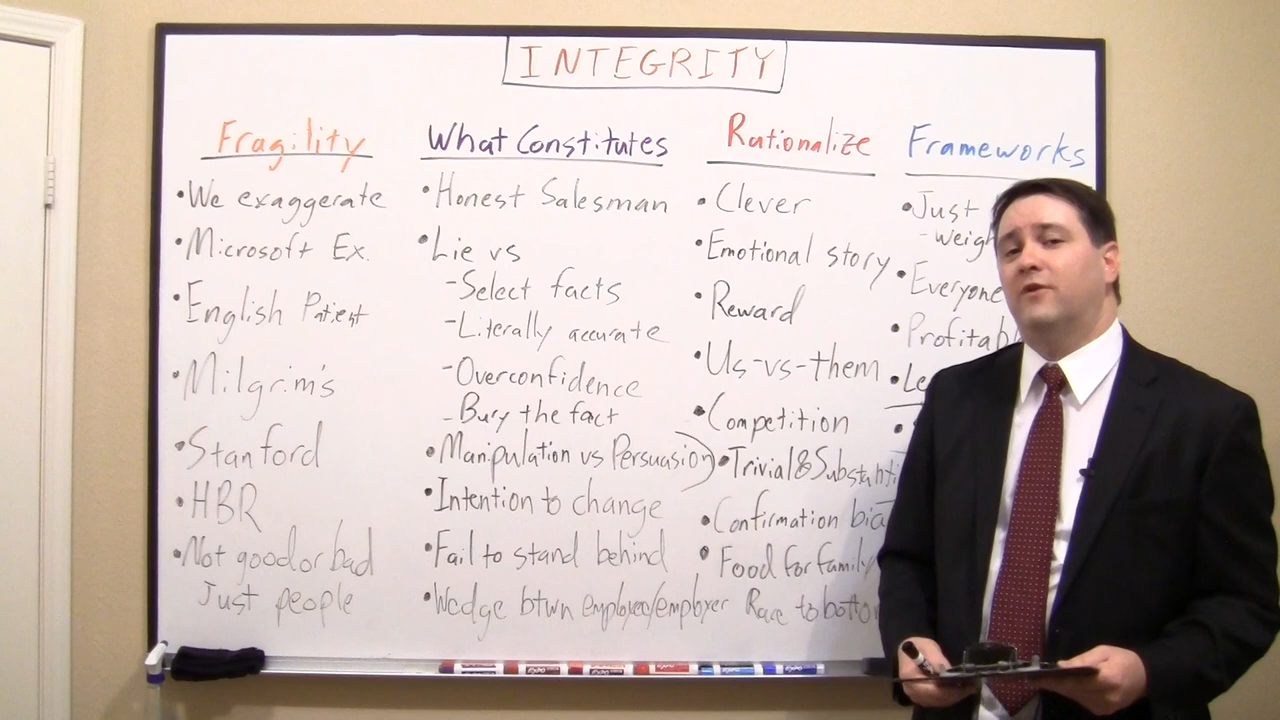 INTEGRITY
Fragility
• We exaggerate
• Microsoft Ex.
• English Patient
• Milgrim's
• Stanford
• HBR
• Not good or bad
Just people
What Constitutes
• Honest Salesman
• Lie vs
- Select facts
- Literally accurate
- Overconfidence
- Bury the fact
• Manipulation vs Persuasion
• Intention to change
• Fail to stand behind
• Wedge btwn employee/employer
Rationalize
• Clever
• Emotional story
• Reward
• Us-vs-them
• Competition
• Trivial & Substanti
• Confirmation bia
• Food for family
Race to botto
Frameworks
• Just
- weigh
• Everyone
• Profitabl
• Le
EXPO